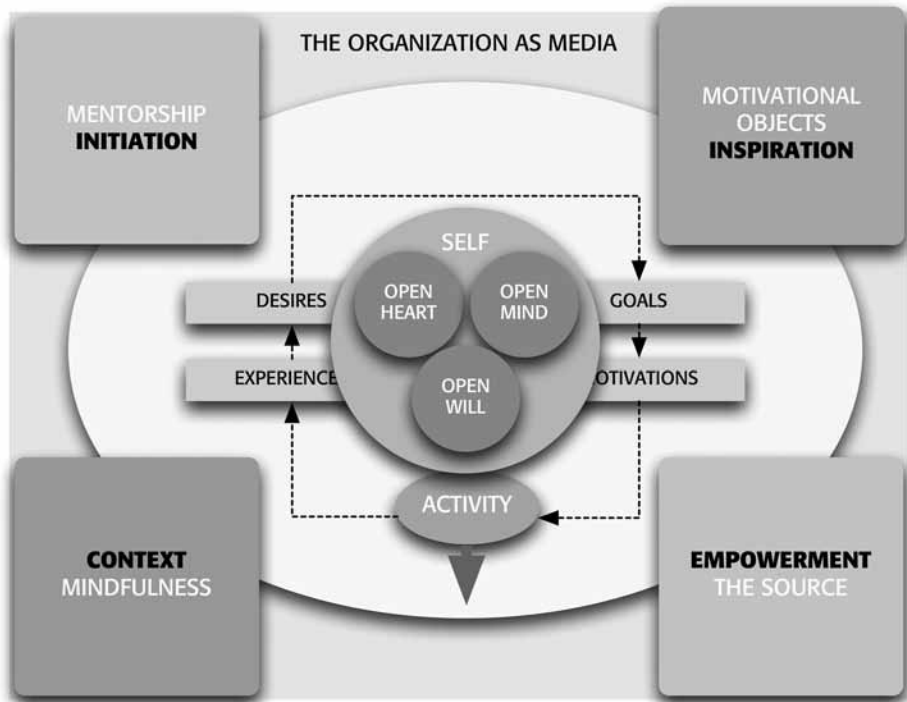 THE ORGANIZATION AS MEDIA
MENTORSHIP
INITIATION
MOTIVATIONAL
OBJECTS
INSPIRATION
SELF
DESIRES
OPEN
HEART
OPEN
MIND
GOALS
EXPERIENCE
OPEN
WILL
OTIVATIONS
ACTIVITY
CONTEXT
MINDFULNESS
EMPOWERMENT
THE SOURCE